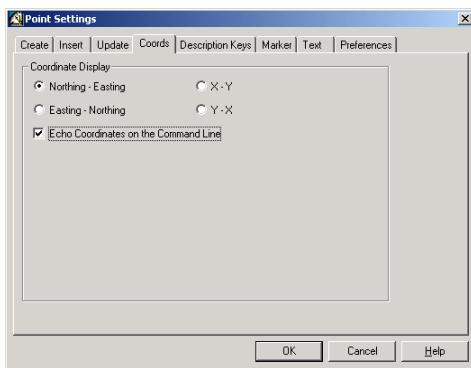 Point Settings
Create Insert Update Coords Description Keys Marker Text Preferences
Coordinate Display
Northing - Easting X - Y
Easting - Northing Y - X
Echo Coordinates on the Command Line
OK Cancel Help